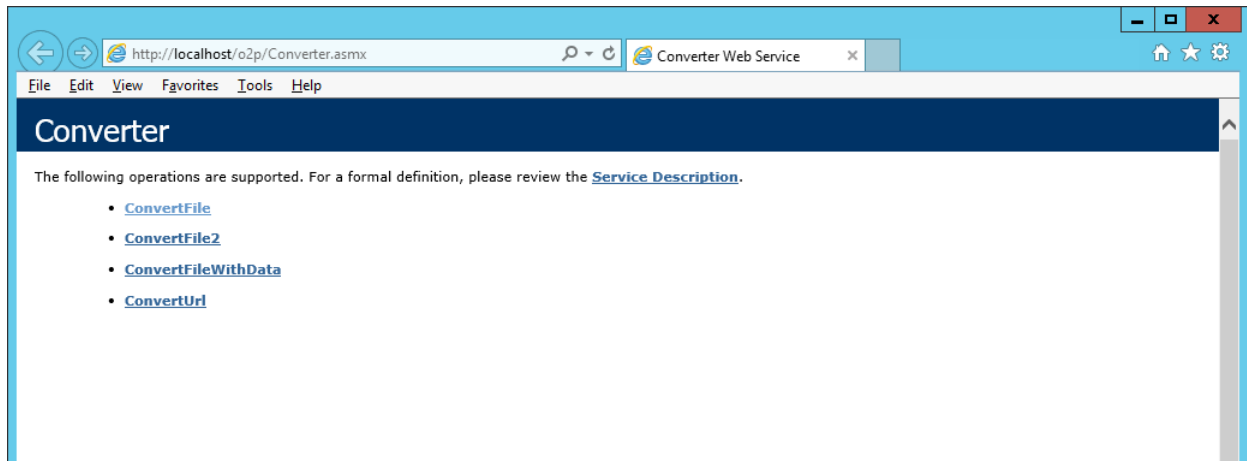 http://localhost/o2p/Converter.asmx
Converter Web Service
File Edit View Favorites Tools Help
Converter
The following operations are supported. For a formal definition, please review the Service Description.
ConvertFile
ConvertFile2
ConvertFileWithData
ConvertUrl